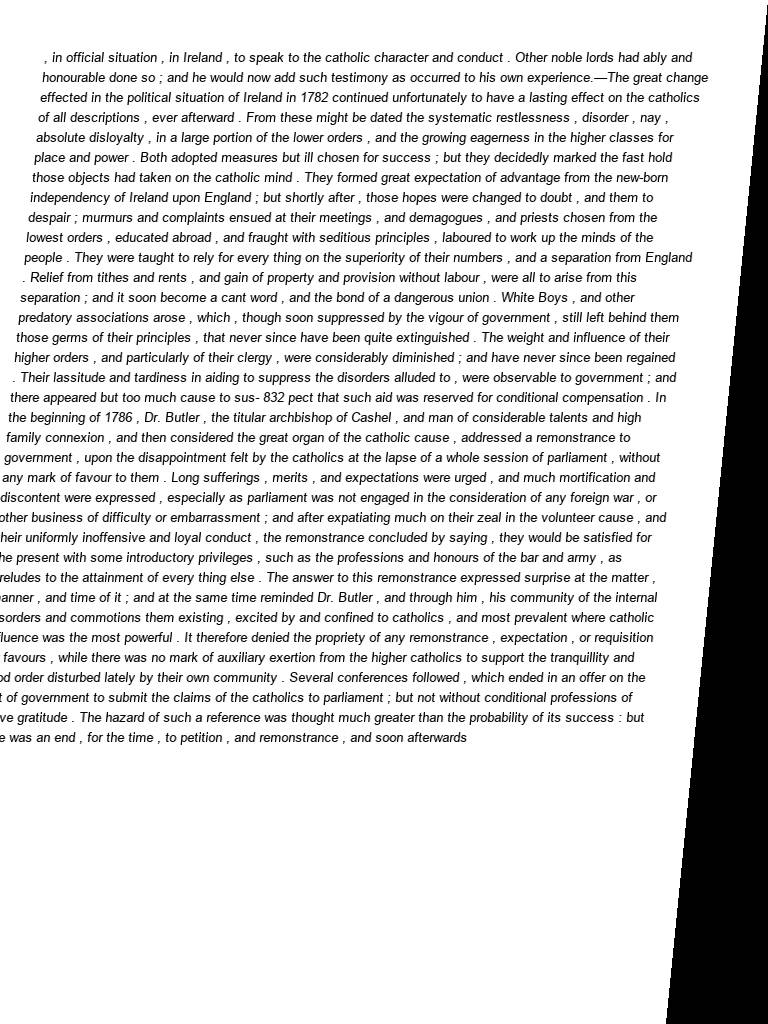 , in official situation , in Ireland , to speak to the catholic character and conduct . Other noble lords had ably and
honourable done so ; and he would now add such testimony as occurred to his own experience.—The great change
effected in the political situation of Ireland in 1782 continued unfortunately to have a lasting effect on the catholics
of all descriptions , ever afterward . From these might be dated the systematic restlessness , disorder , nay ,
absolute disloyalty , in a large portion of the lower orders , and the growing eagerness in the higher classes for
place and power . Both adopted measures but ill chosen for success ; but they decidedly marked the fast hold
those objects had taken on the catholic mind . They formed great expectation of advantage from the new-born
independency of Ireland upon England ; but shortly after , those hopes were changed to doubt , and them to
despair ; murmurs and complaints ensued at their meetings , and demagogues , and priests chosen from the
lowest orders , educated abroad , and fraught with seditious principles , laboured to work up the minds of the
people . They were taught to rely for every thing on the superiority of their numbers , and a separation from England
. Relief from tithes and rents , and gain of property and provision without labour , were all to arise from this
separation ; and it soon become a cant word , and the bond of a dangerous union . White Boys , and other
predatory associations arose , which , though soon suppressed by the vigour of government , still left behind them
those germs of their principles , that never since have been quite extinguished . The weight and influence of their
higher orders , and particularly of their clergy , were considerably diminished ; and have never since been regained
. Their lassitude and tardiness in aiding to suppress the disorders alluded to , were observable to government ; and
there appeared but too much cause to sus- 832 pect that such aid was reserved for conditional compensation . In
the beginning of 1786 , Dr. Butler , the titular archbishop of Cashel , and man of considerable talents and high
family connexion , and then considered the great organ of the catholic cause , addressed a remonstrance to
government , upon the disappointment felt by the catholics at the lapse of a whole session of parliament , without
any mark of favour to them . Long sufferings , merits , and expectations were urged , and much mortification and
discontent were expressed , especially as parliament was not engaged in the consideration of any foreign war , or
other business of difficulty or embarrassment ; and after expatiating much on their zeal in the volunteer cause , and
heir uniformly inoffensive and loyal conduct , the remonstrance concluded by saying , they would be satisfied for
he present with some introductory privileges , such as the professions and honours of the bar and army , as
reludes to the attainment of every thing else . The answer to this remonstrance expressed surprise at the matter ,
anner , and time of it ; and at the same time reminded Dr. Butler , and through him , his community of the internal
sorders and commotions them existing , excited by and confined to catholics , and most prevalent where catholic
fluence was the most powerful . It therefore denied the propriety of any remonstrance , expectation , or requisition
favours , while there was no mark of auxiliary exertion from the higher catholics to support the tranquillity and
od order disturbed lately by their own community . Several conferences followed , which ended in an offer on the
t of government to submit the claims of the catholics to parliament ; but not without conditional professions of
ve gratitude . The hazard of such a reference was thought much greater than the probability of its success : but
e was an end , for the time , to petition , and remonstrance , and soon afterwards